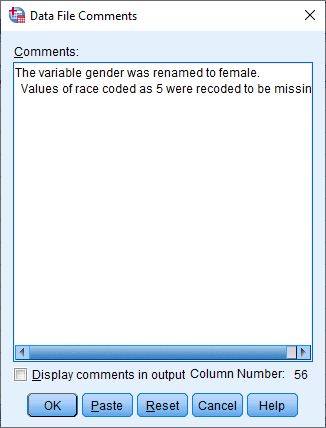 Data File Comments
Comments:
The variable gender was renamed to female.
Values of race coded as 5 were recoded to be missin
Display comments in output Column Number: 56
OK Paste Reset Cancel Help